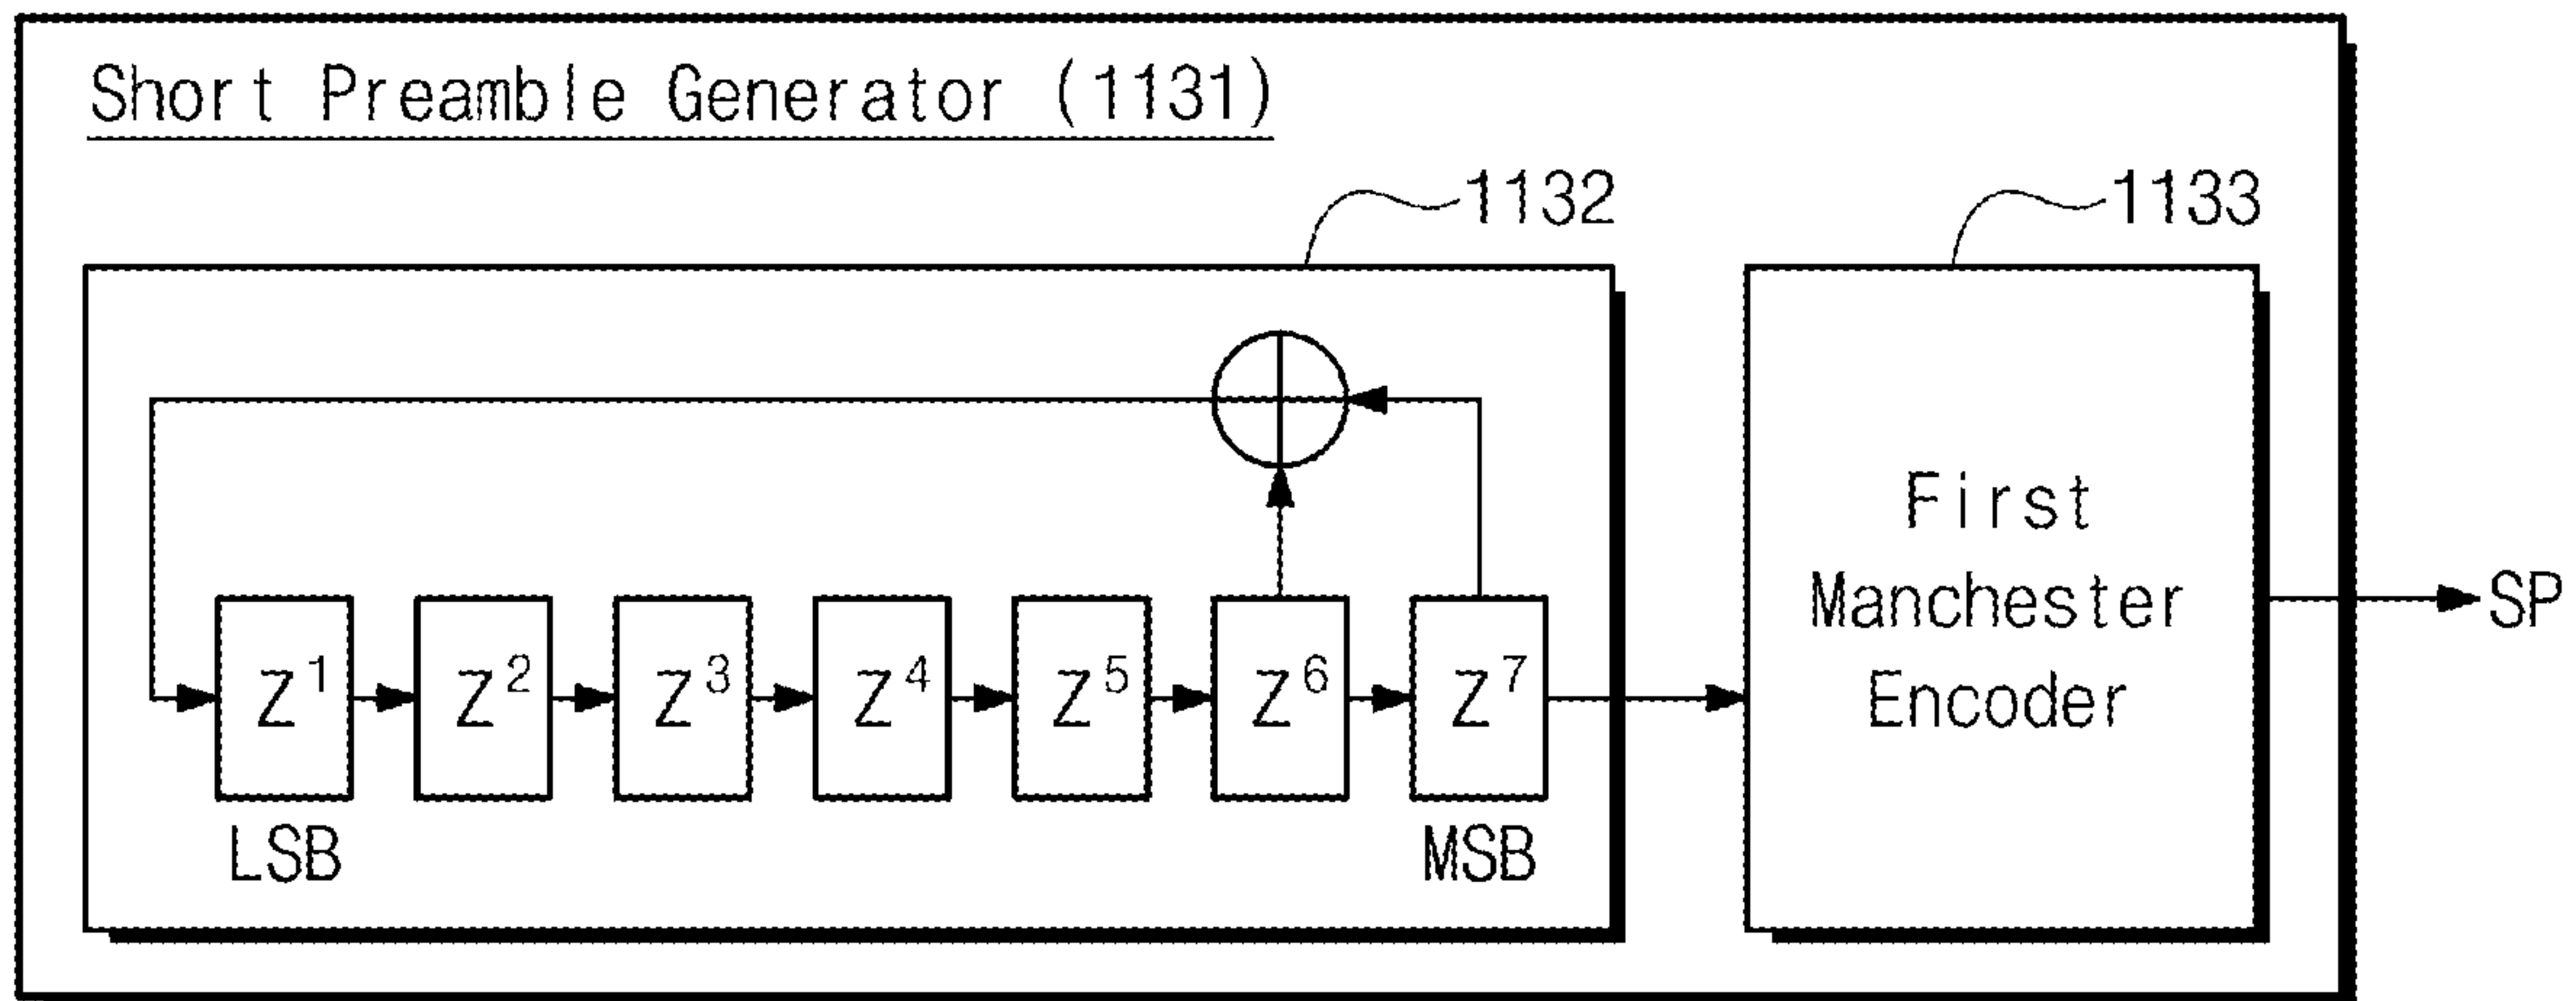 Short Preamble Generator (1131)
1132
1133
Z¹ Z² Z³ Z⁴ Z⁵ Z⁶ Z⁷
LSB
MSB
First
Manchester
Encoder
SP